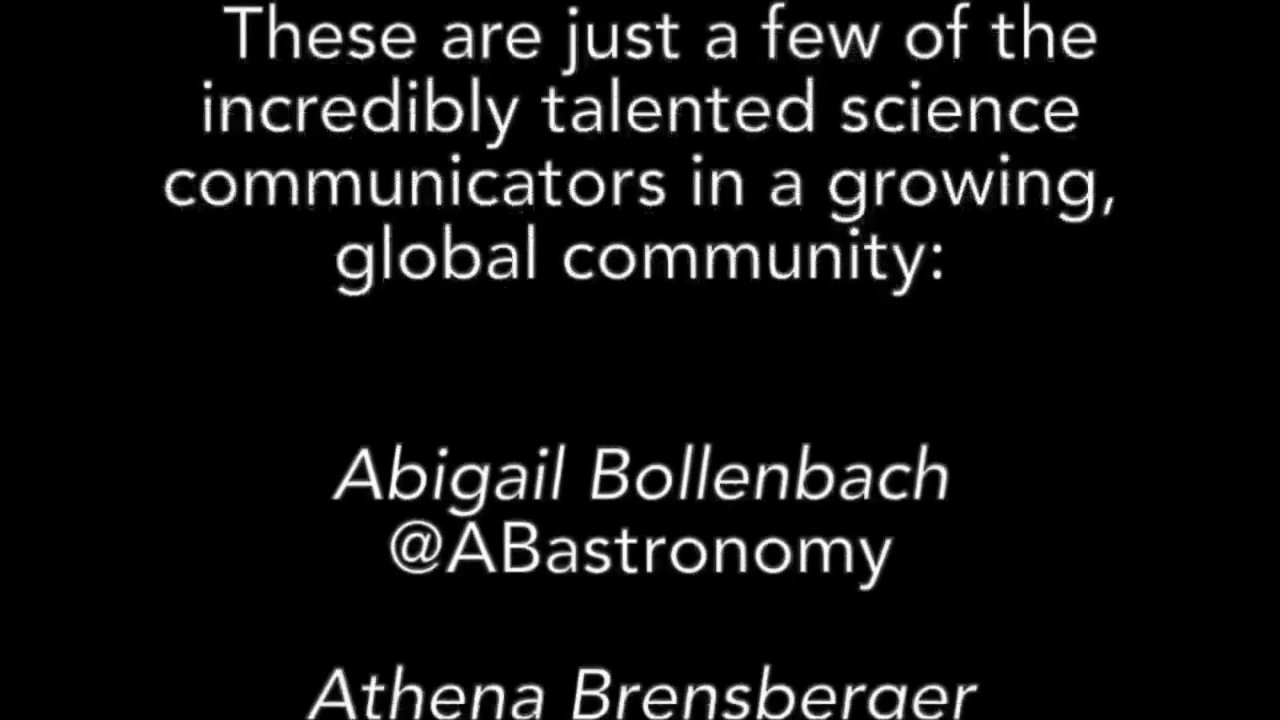 These are just a few of the
incredibly talented science
communicators in a growing,
global community:
Abigail Bollenbach
@ABastronomy
Athena Brensberger